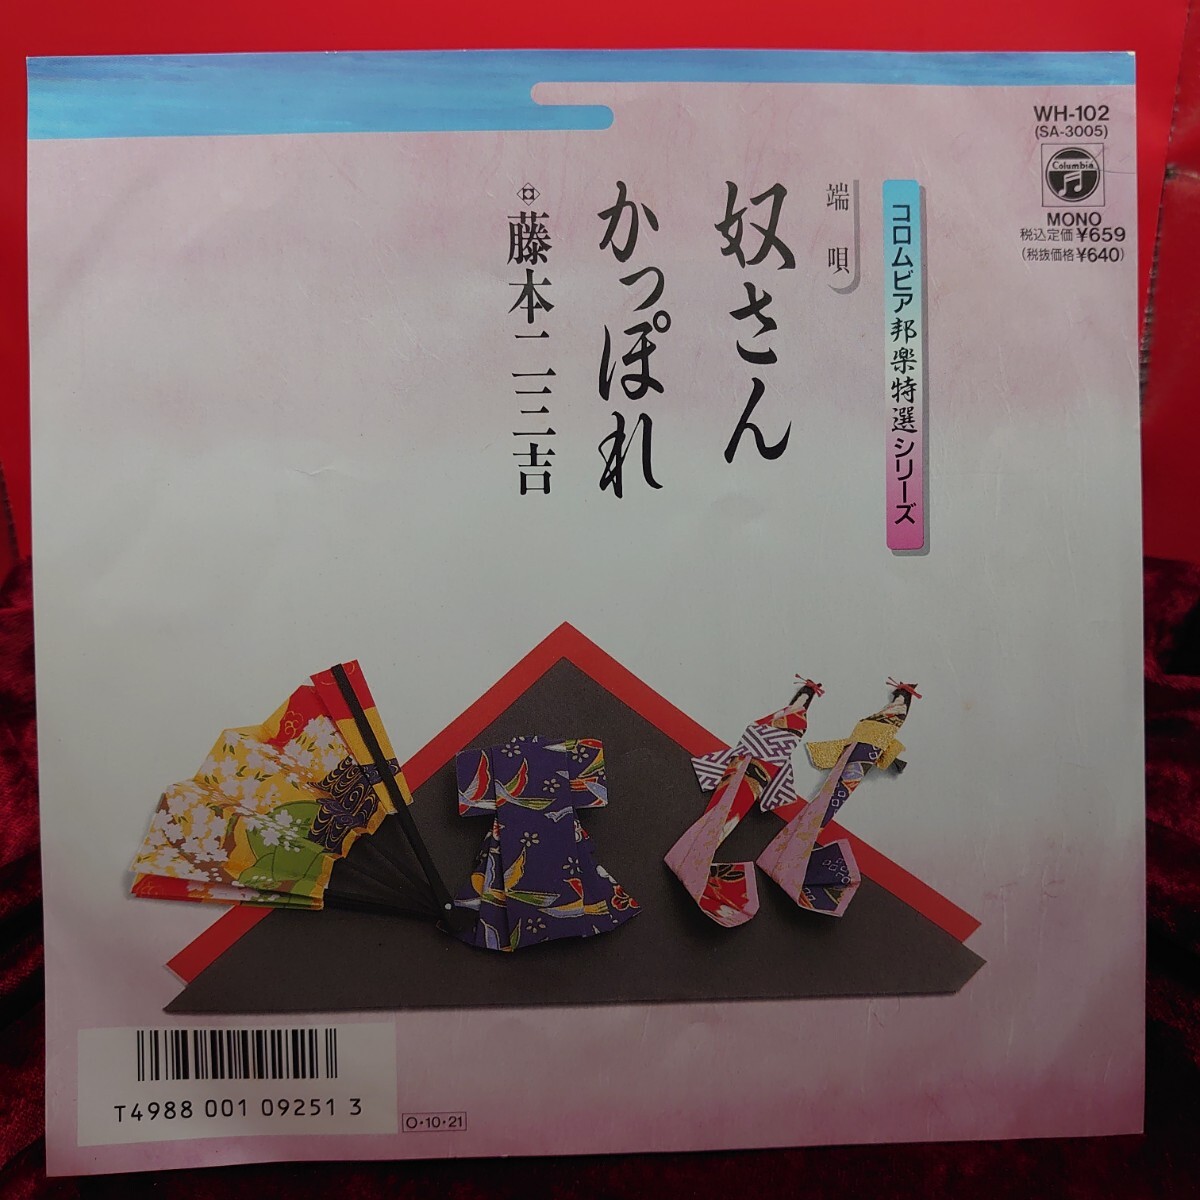 WH-102
(SA-3005)
Columbia
MONO
税込定価¥659
(税抜価格¥640)
コロムビア邦楽特選シリーズ
端唄
奴さん
かっぽれ
藤本二三吉
T4988 001 09251 3
O・10・21